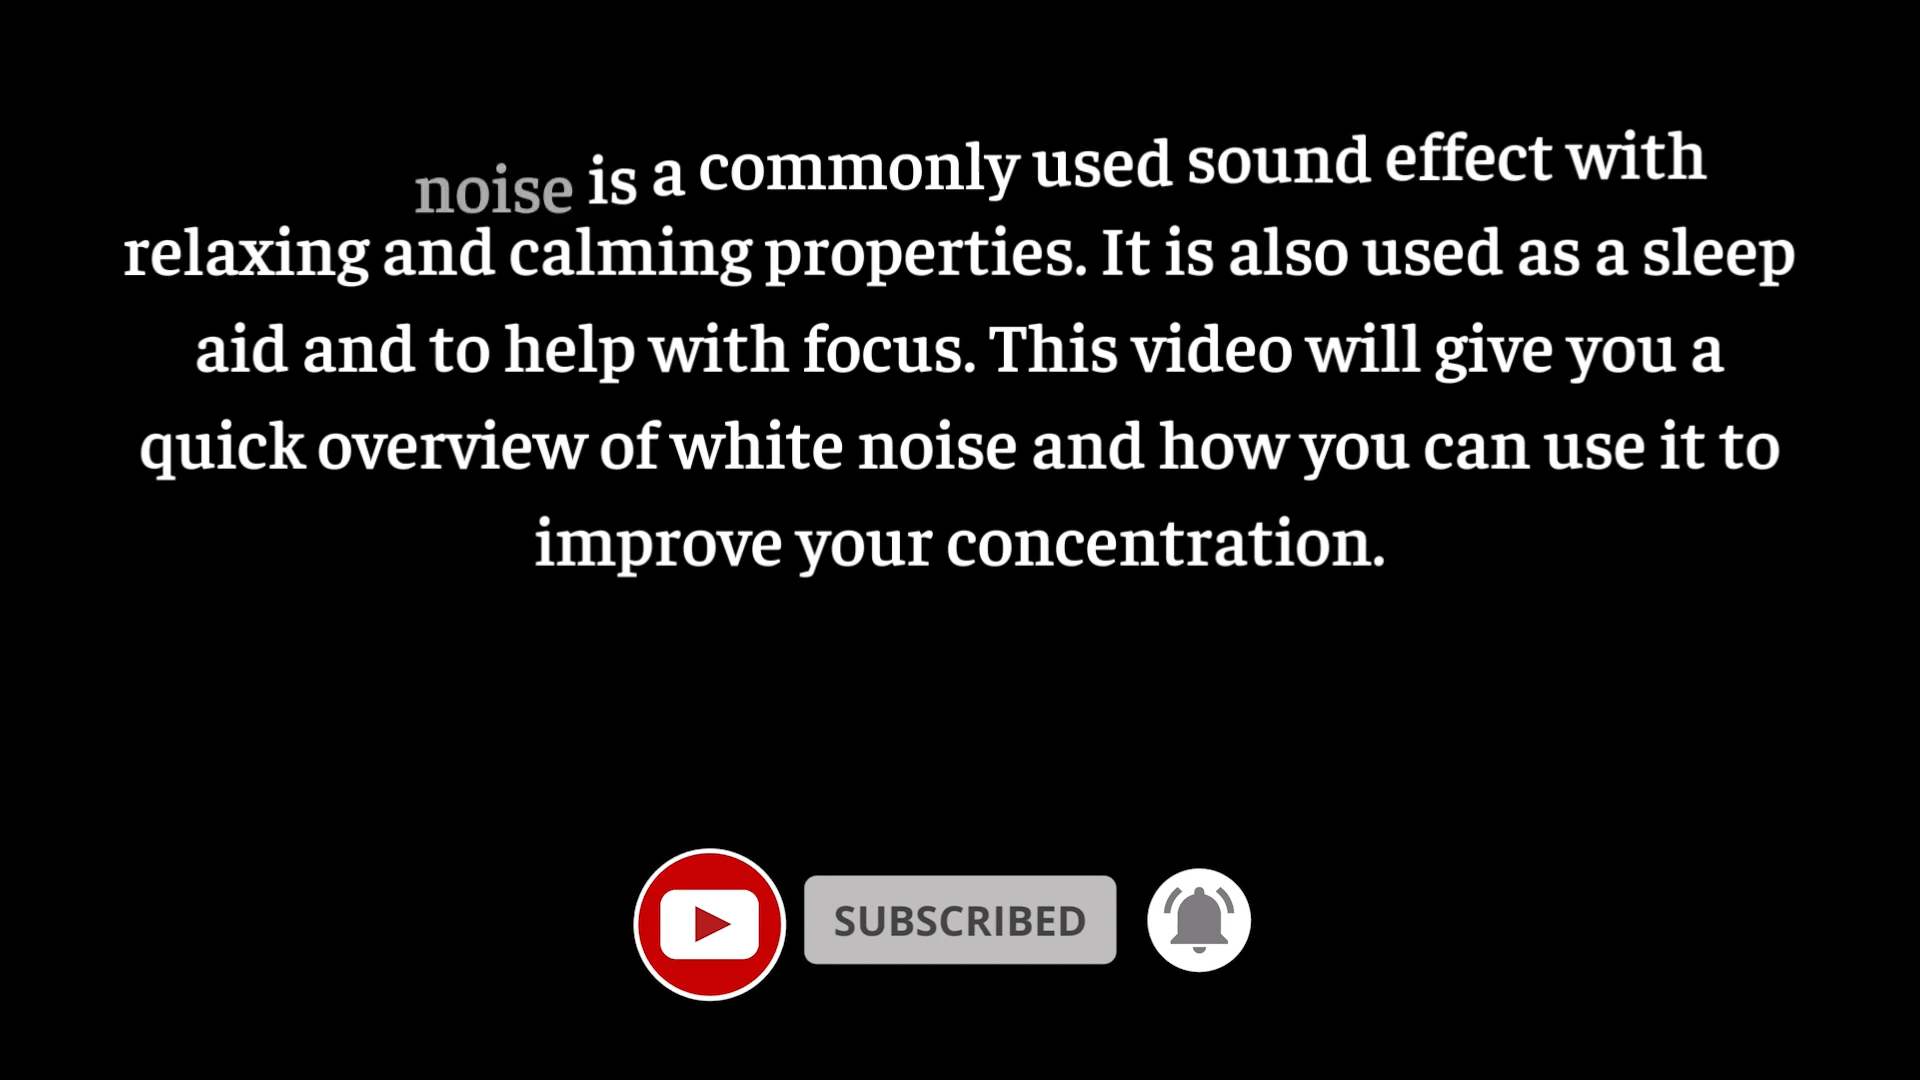 noise is a commonly used sound effect with
relaxing and calming properties. It is also used as a sleep
aid and to help with focus. This video will give you a
quick overview of white noise and how you can use it to
improve your concentration.
SUBSCRIBED